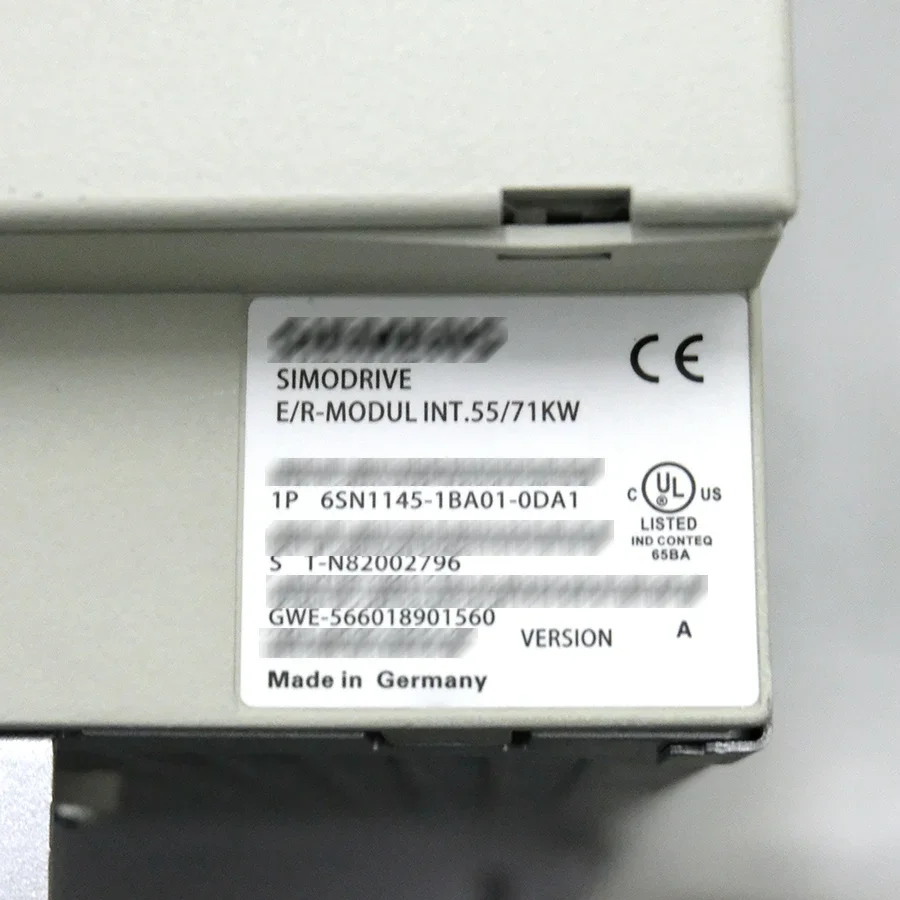 SIMODRIVE
E/R-MODUL INT.55/71KW
CE
1P 6SN1145-1BA01-0DA1
C UL ® US
LISTED
IND CONTEQ
65BA
S T-N82002796
GWE-566018901560
VERSION A
Made in Germany